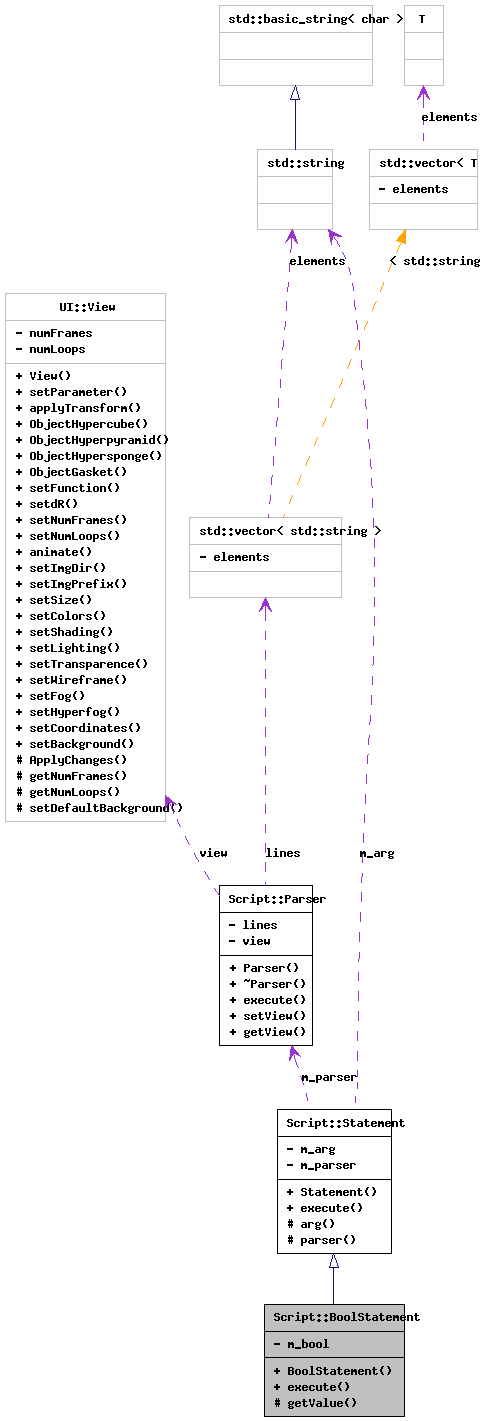 std::basic_string< char >
T
elements
std::string
std::vector< T
- elements
elements
< std::string
UI::View
- numFrames
- numLoops
+ View()
+ setParameter()
+ applyTransform()
+ ObjectHypercube()
+ ObjectHyperpyramid()
+ ObjectHypersponge()
+ ObjectGasket()
+ setFunction()
+ setdR()
+ setNumFrames()
+ setNumLoops()
+ animate()
+ setImgDir()
+ setImgPrefix()
+ setSize()
+ setColors()
+ setShading()
+ setLighting()
+ setTransparence()
+ setWireframe()
+ setFog()
+ setHyperfog()
+ setCoordinates()
+ setBackground()
# ApplyChanges()
# getNumFrames()
# getNumLoops()
# setDefaultBackground()
std::vector< std::string >
- elements
view
lines
m_arg
Script::Parser
- lines
- view
+ Parser()
+ ~Parser()
+ execute()
+ setView()
+ getView()
m_parser
Script::Statement
- m_arg
- m_parser
+ Statement()
+ execute()
# arg()
# parser()
Script::BoolStatement
- m_bool
+ BoolStatement()
+ execute()
# getValue()